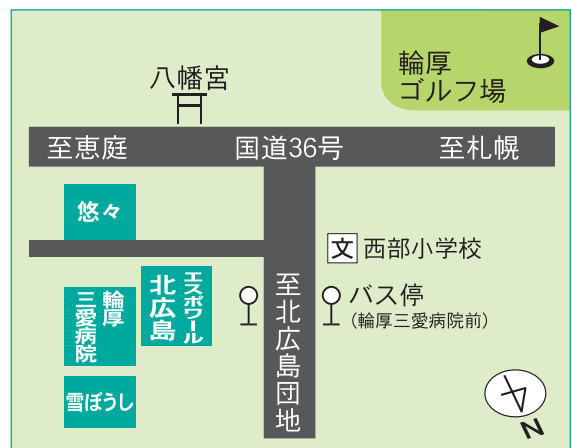 輪厚
ゴルフ場
八幡宮
至恵庭
国道36号
至札幌
悠々
文
西部小学校
エスポワール
北広島
輪厚
三愛病院
至北広島団地
バス停
（輪厚三愛病院前）
雪ぼうし
N